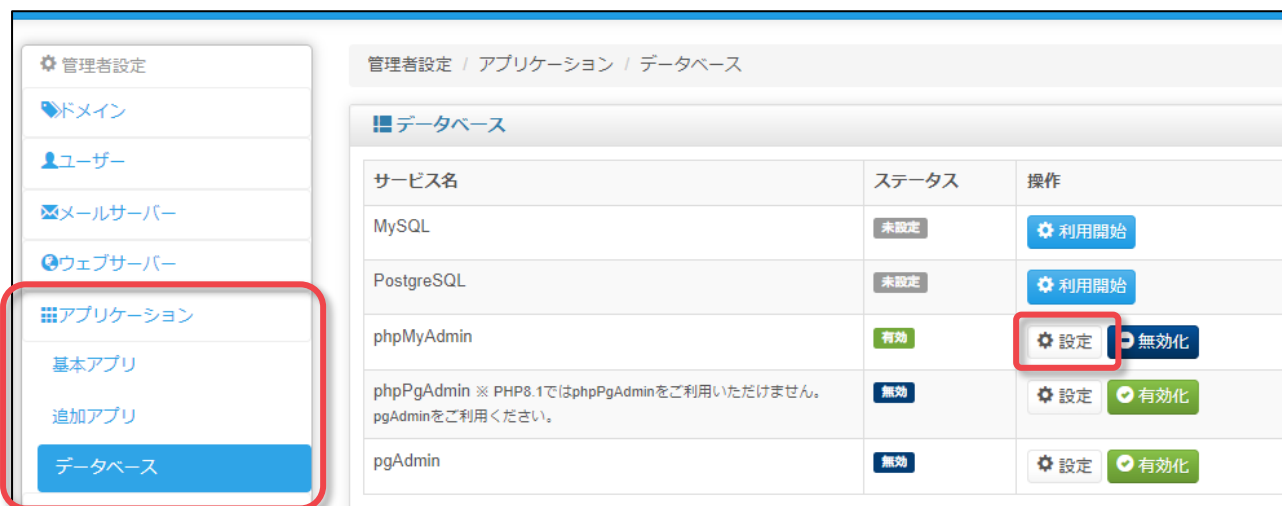 管理者設定
ドメイン
ユーザー
メールサーバー
ウェブサーバー
アプリケーション
基本アプリ
追加アプリ
データベース
管理者設定 / アプリケーション / データベース
データベース
サービス名 ステータス 操作
MySQL 未設定 利用開始
PostgreSQL 未設定 利用開始
phpMyAdmin 有効 設定 無効化
phpPgAdmin ※ PHP8.1ではphpPgAdminをご利用いただけません。 無効 設定 有効化
pgAdminをご利用ください。
pgAdmin 無効 設定 有効化